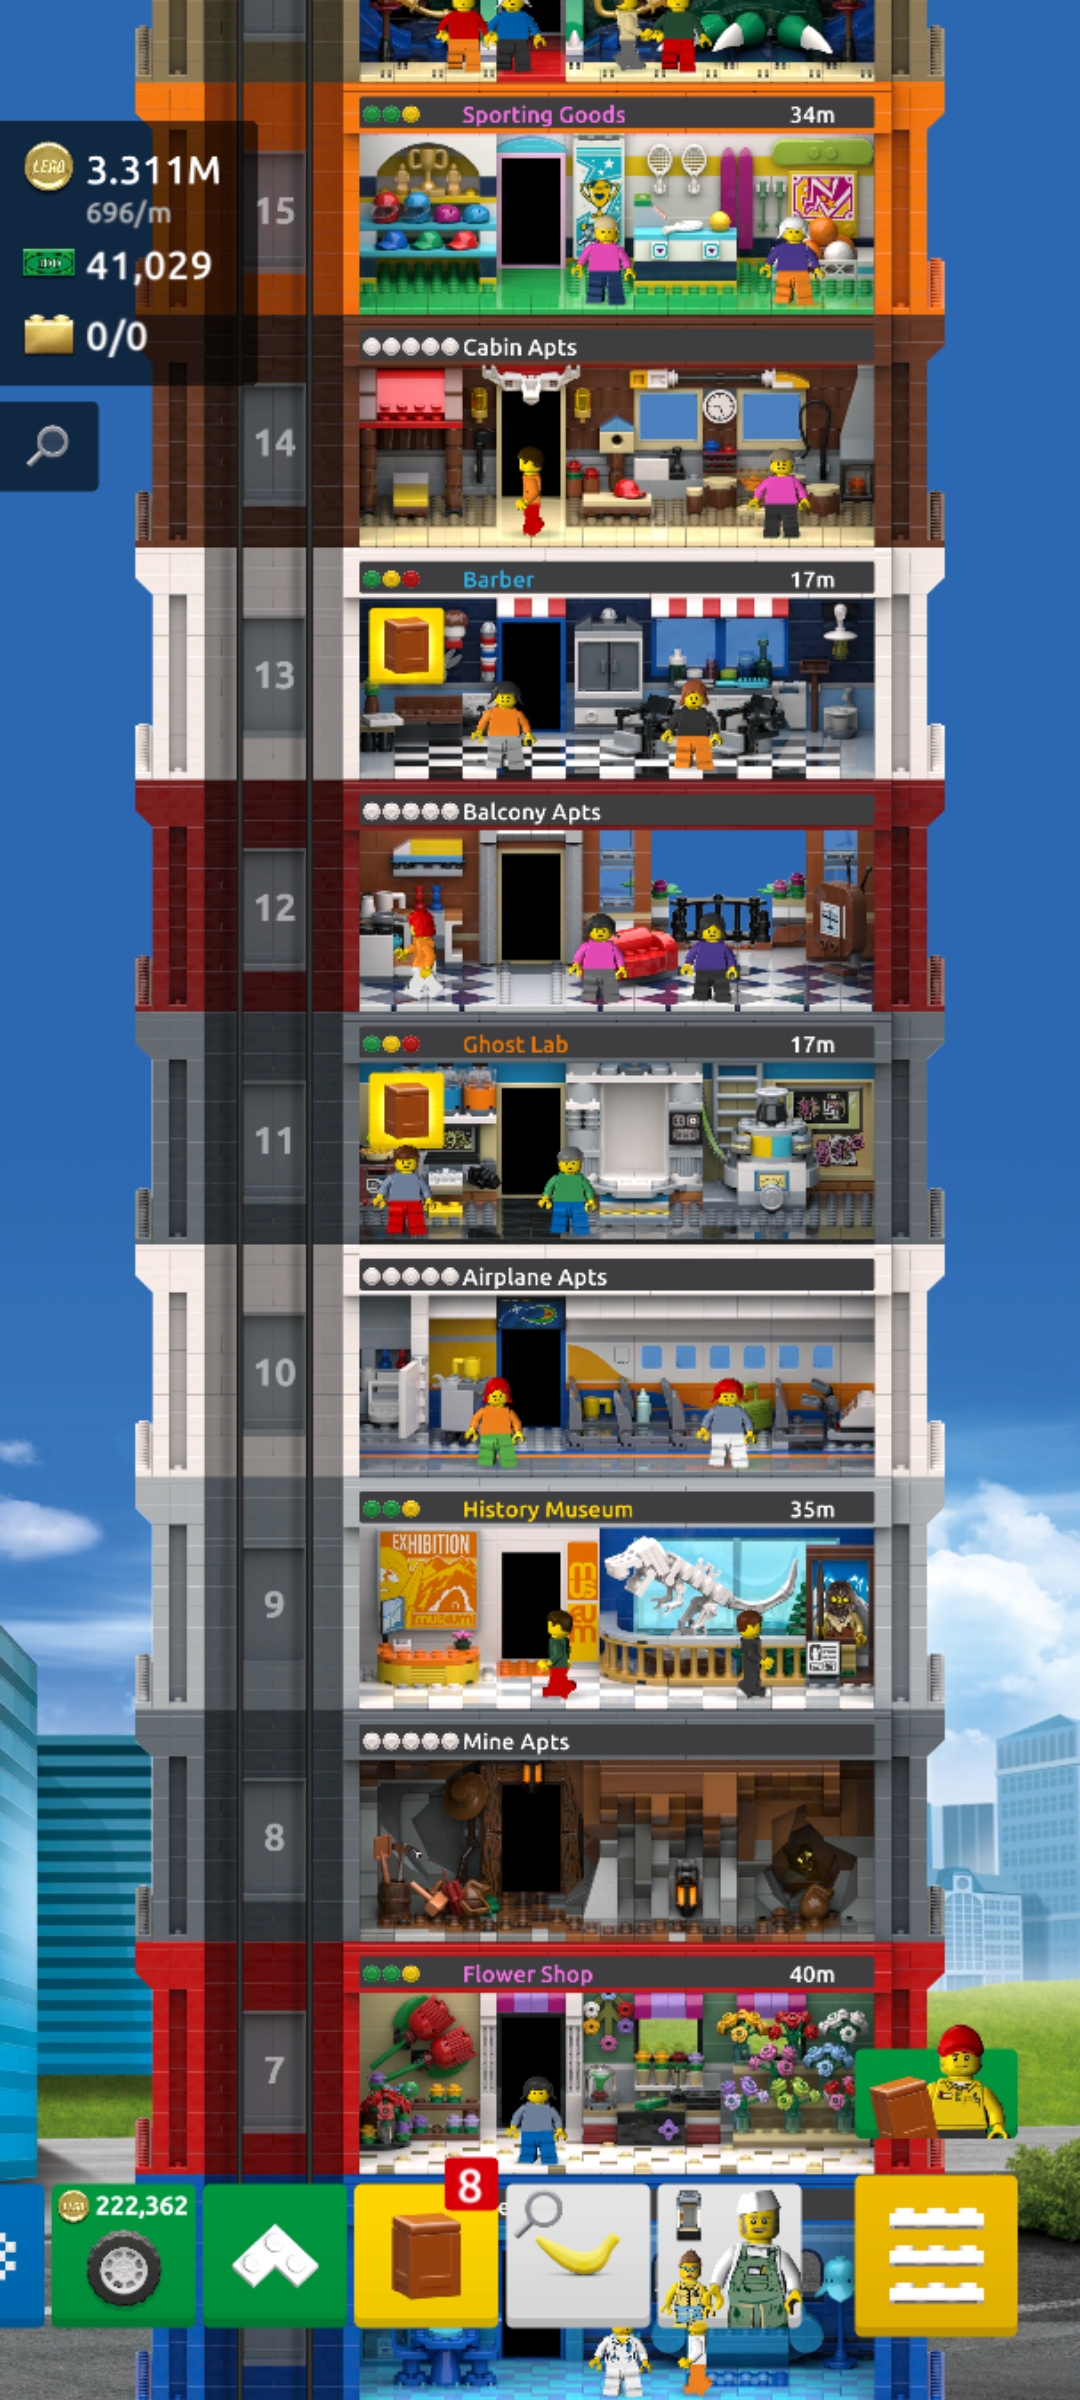 Sporting Goods 34m
LEGO 3.311M
696/m
15
41,029
0/0
Cabin Apts
14
Barber 17m
13
Balcony Apts
12
Ghost Lab 17m
11
Airplane Apts
10
History Museum 35m
EXHIBITION
museum
MUSEUM
9
Mine Apts
8
Flower Shop 40m
7
8
222,362